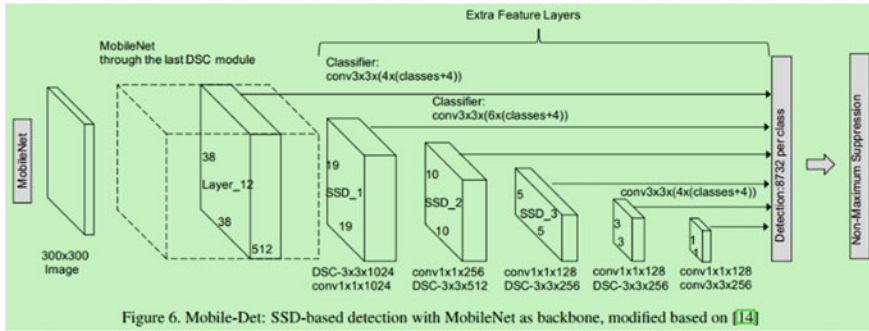 Extra Feature Layers
MobileNet
through the last DSC module
Classifier:
conv3x3x(4x(classes+4))
Classifier:
conv3x3x(6x(classes+4))
MobileNet
38
Layer_12
38
512
19
SSD_1
19
10
SSD_2
10
5
SSD_3
5
conv3x3x(4x(classes+4))
3
3
1
1
Detection:8732 per class
Non-Maximum Suppression
300x300
Image
DSC-3x3x1024
conv1x1x1024
conv1x1x256
DSC-3x3x512
conv1x1x128
DSC-3x3x256
conv1x1x128
DSC-3x3x256
conv1x1x128
conv3x3x256
Figure 6. Mobile-Det: SSD-based detection with MobileNet as backbone, modified based on [14]